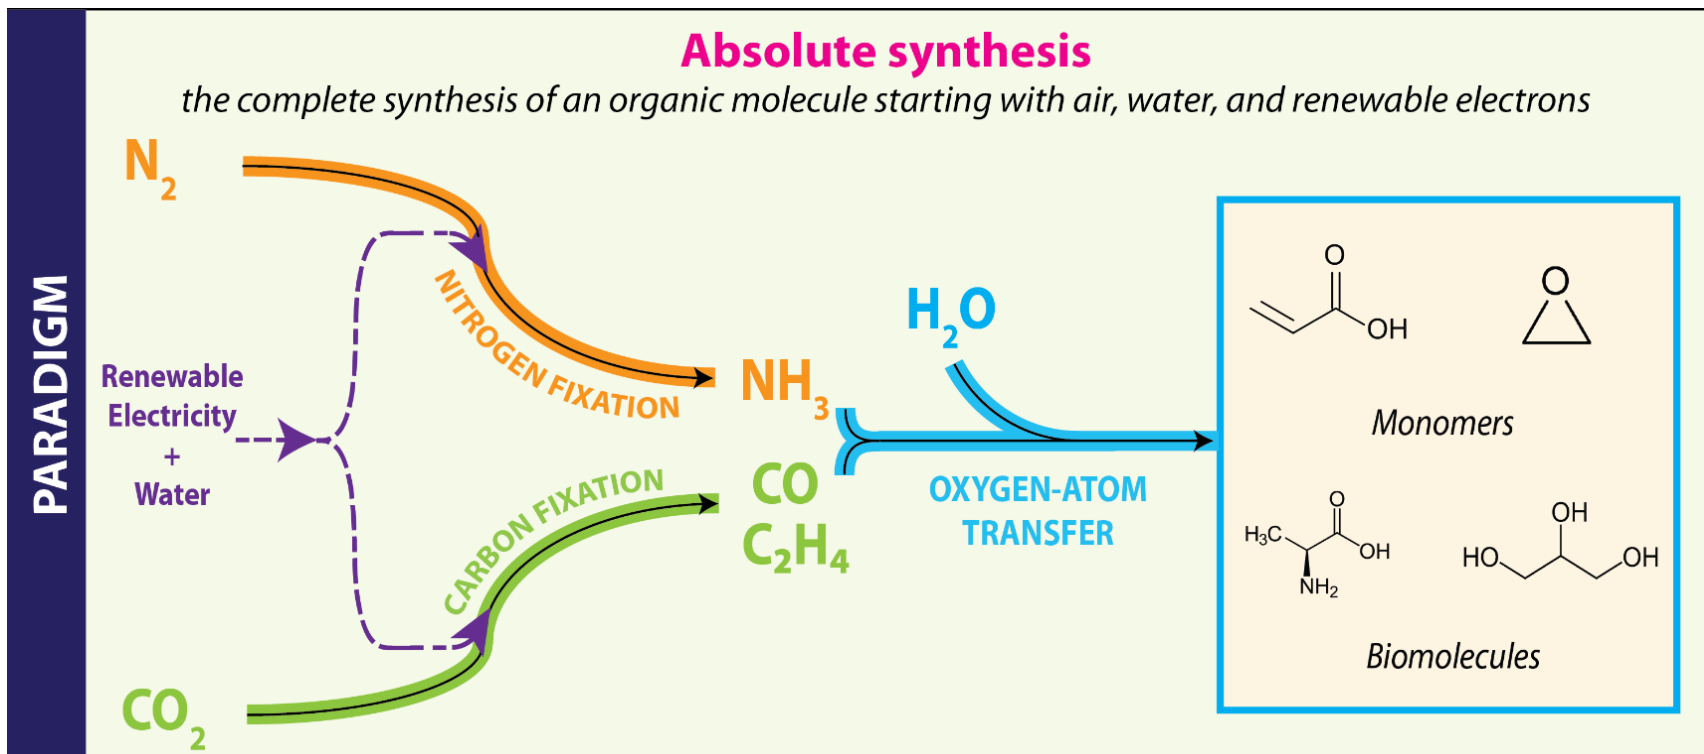 Absolute synthesis
the complete synthesis of an organic molecule starting with air, water, and renewable electrons
PARADIGM
N₂
Renewable
Electricity
+
Water
CO₂
NITROGEN FIXATION
CARBON FIXATION
NH₃
CO
C₂H₄
H₂O
OXYGEN-ATOM
TRANSFER
O
OH
O
Monomers
H₃C
O
OH
NH₂
OH
HO
OH
Biomolecules